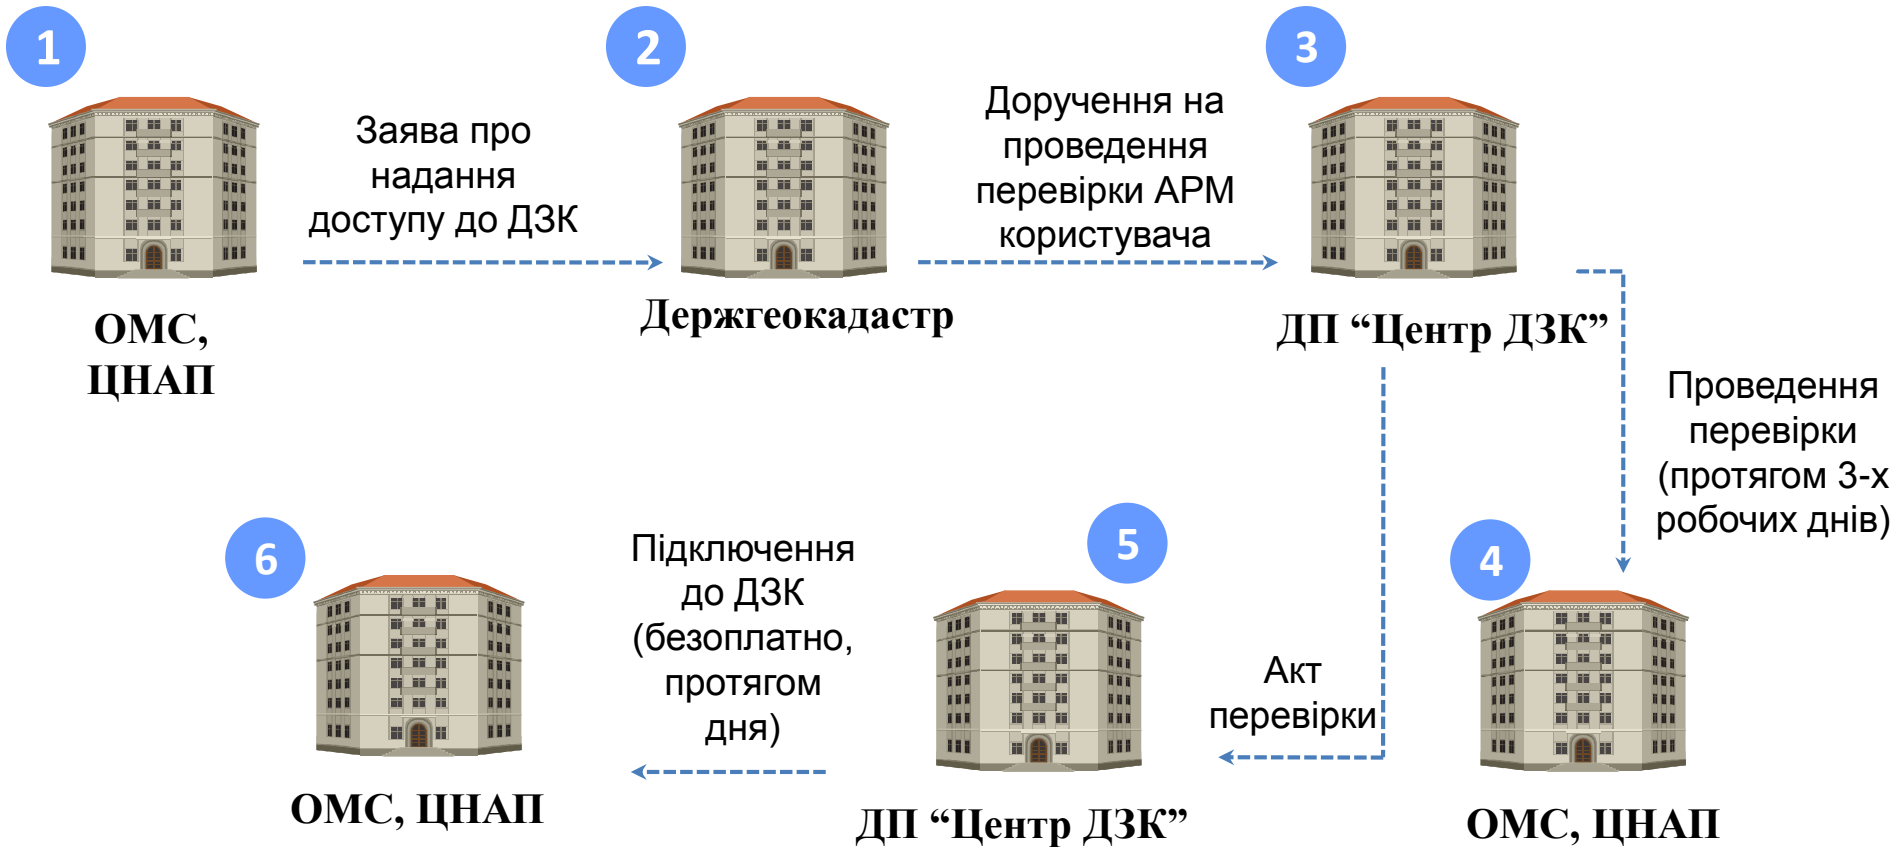 1
ОМС,
ЦНАП
Заява про
надання
доступу до ДЗК
2
Держгеокадастр
Доручення на
проведення
перевірки АРМ
користувача
3
ДП “Центр ДЗК”
Проведення
перевірки
(протягом 3-х
робочих днів)
4
ОМС, ЦНАП
Акт
перевірки
5
ДП “Центр ДЗК”
Підключення
до ДЗК
(безоплатно,
протягом
дня)
6
ОМС, ЦНАП